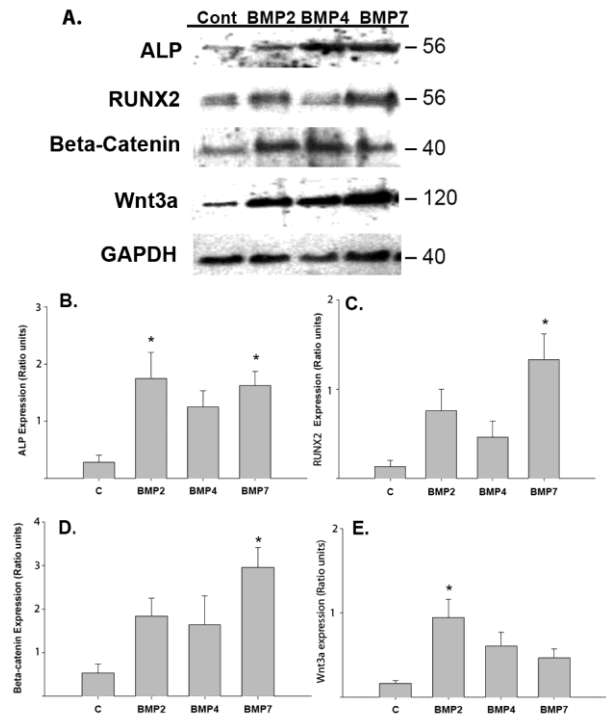 A.
Cont BMP2 BMP4 BMP7
ALP – 56
RUNX2 – 56
Beta-Catenin – 40
Wnt3a – 120
GAPDH – 40
B.
ALP Expression (Ratio units)
3
2
1
* *
C BMP2 BMP4 BMP7
C.
RUNX2 Expression (Ratio units)
2
1
*
C BMP2 BMP4 BMP7
D.
Beta-catenin Expression (Ratio units)
4
3
2
1
0
*
C BMP2 BMP4 BMP7
E.
Wnt3a expression (Ratio units)
2
1
0
*
C BMP2 BMP4 BMP7